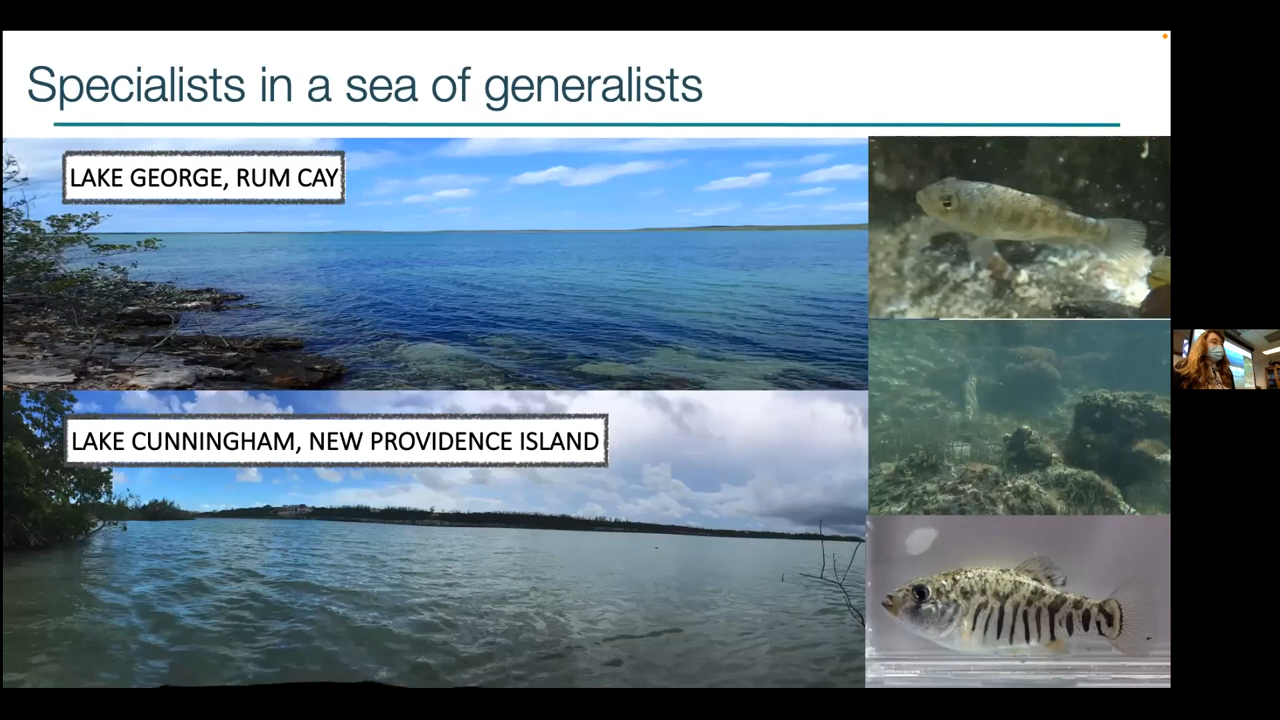 Specialists in a sea of generalists
LAKE GEORGE, RUM CAY
LAKE CUNNINGHAM, NEW PROVIDENCE ISLAND